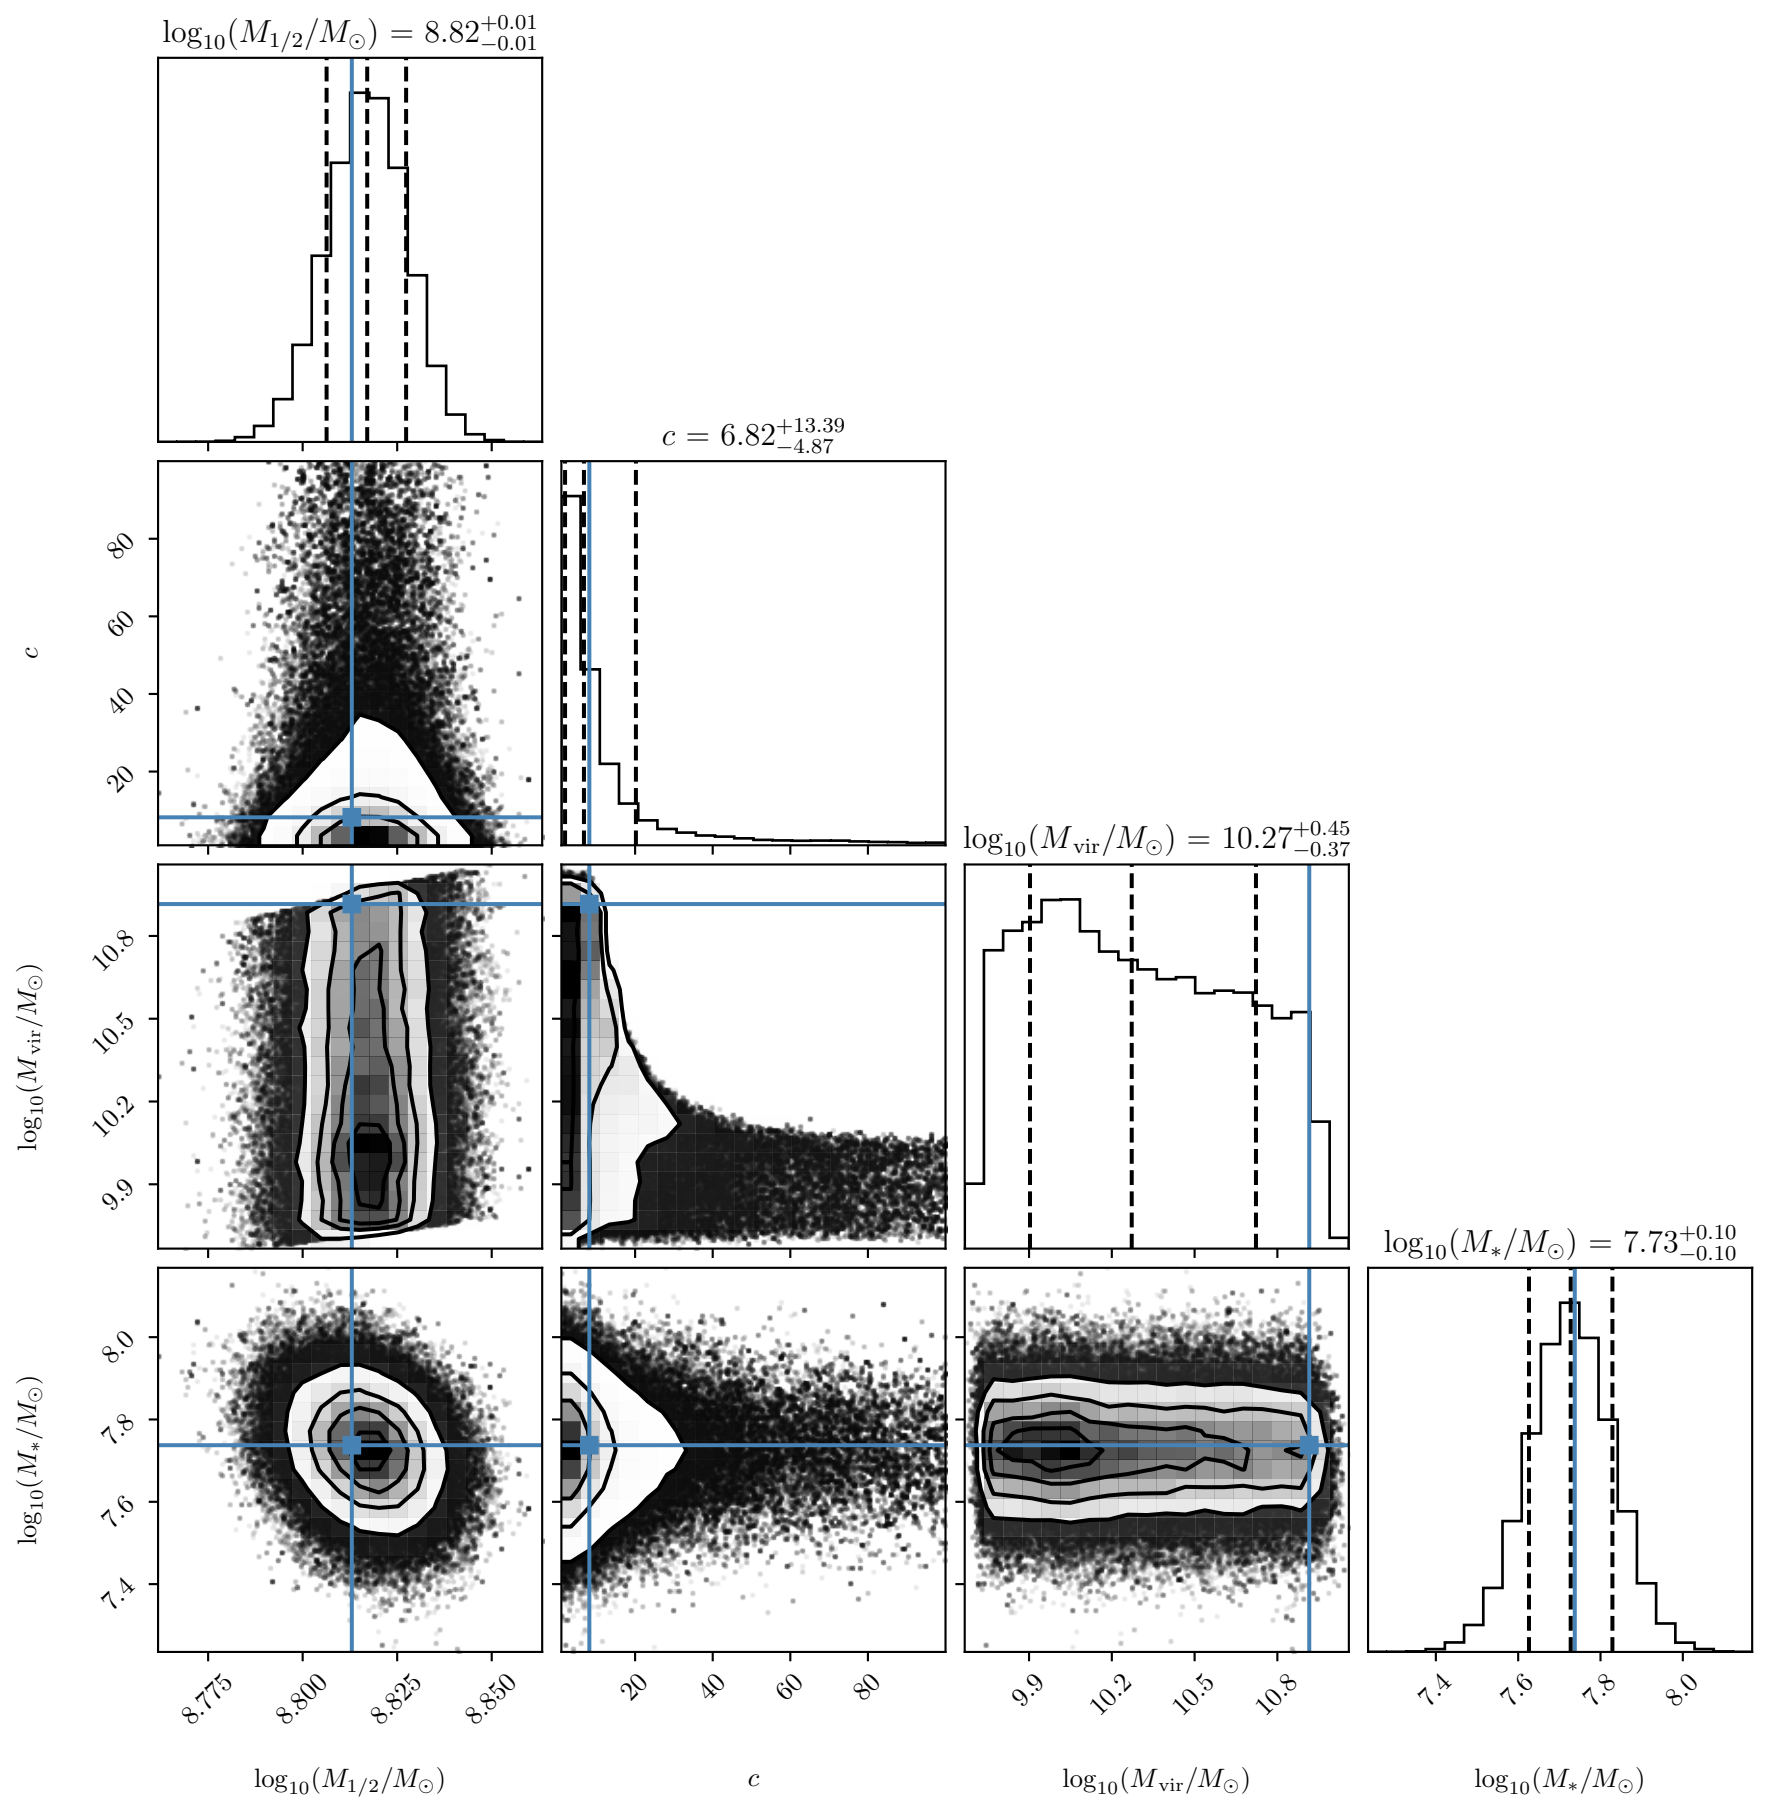 log₁₀(M₁/₂/M☉) = 8.82⁺⁰·⁰¹₋₀.₀₁
c = 6.82⁺¹³·³⁹₋₄.₈₇
80
60
40
20
c
log₁₀(Mvir/M☉) = 10.27⁺⁰·⁴⁵₋₀.₃₇
10.8
10.5
10.2
9.9
log₁₀(Mvir/M☉)
log₁₀(M∗/M☉) = 7.73⁺⁰·¹⁰₋₀.₁₀
8.0
7.8
7.6
7.4
log₁₀(M∗/M☉)
8.775 8.800 8.825 8.850 20 40 60 80 9.9 10.2 10.5 10.8 7.4 7.6 7.8 8.0
log₁₀(M₁/₂/M☉) c log₁₀(Mvir/M☉) log₁₀(M∗/M☉)